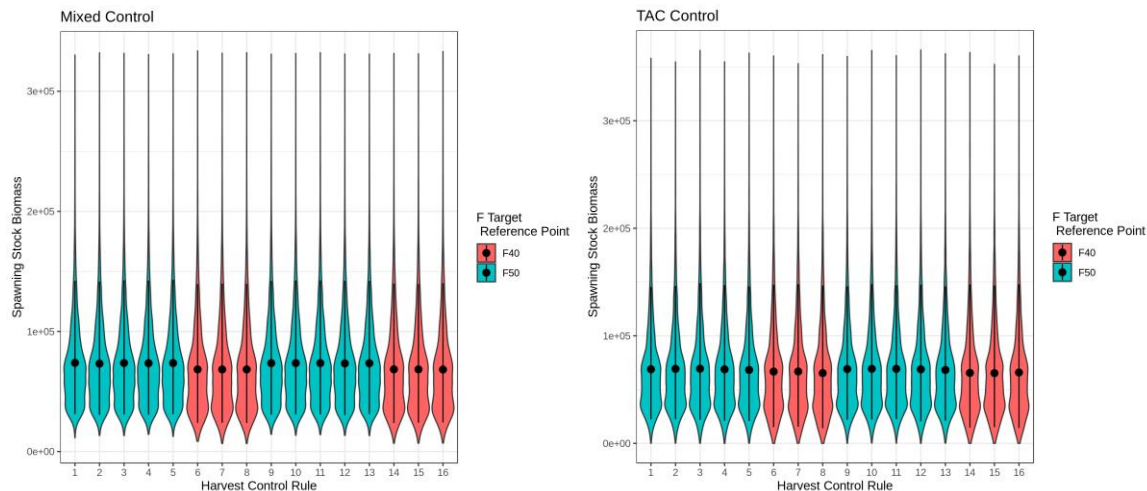 Mixed Control
3e+05
2e+05
1e+05
0e+00
Spawning Stock Biomass
1 2 3 4 5 6 7 8 9 10 11 12 13 14 15 16
Harvest Control Rule
F Target
Reference Point
F40
F50
TAC Control
3e+05
2e+05
1e+05
0e+00
Spawning Stock Biomass
1 2 3 4 5 6 7 8 9 10 11 12 13 14 15 16
Harvest Control Rule
F Target
Reference Point
F40
F50